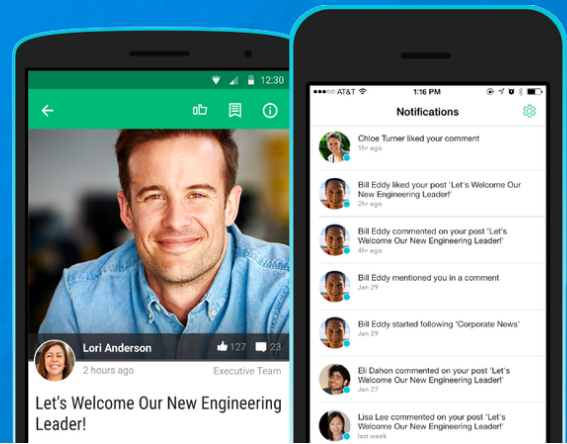 12:30
Lori Anderson
127
23
2 hours ago
Executive Team
Let's Welcome Our New Engineering
Leader!
AT&T
1:16 PM
Notifications
Chloe Turner liked your comment
1hr ago
Bill Eddy liked your post 'Let's Welcome Our
New Engineering Leader!'
2hr ago
Bill Eddy commented on your post 'Let's
Welcome Our New Engineering Leader!'
4hr ago
Bill Eddy mentioned you in a comment
Jan 29
Bill Eddy started following 'Corporate News'
Jan 29
Eli Dahon commented on your post 'Let's
Welcome Our New Engineering Leader!'
Jan 27
Lisa Lee commented on your post 'Let's
Welcome Our New Engineering Leader!'
last week